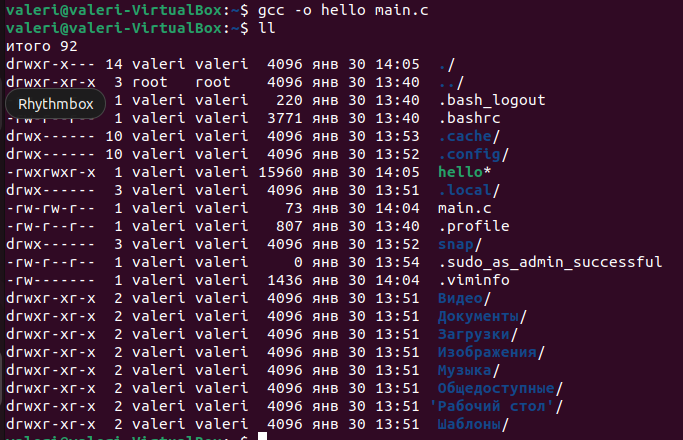 valeri@valeri-VirtualBox:~$ gcc -o hello main.c
valeri@valeri-VirtualBox:~$ ll
итого 92
drwxr-x--- 14 valeri valeri  4096 янв 30 14:05 ./
drwxr-xr-x  3 root   root    4096 янв 30 13:40 ../
Rhythmbox 1 valeri valeri   220 янв 30 13:40 .bash_logout
1 valeri valeri  3771 янв 30 13:40 .bashrc
drwx------ 10 valeri valeri  4096 янв 30 13:53 .cache/
drwx------ 10 valeri valeri  4096 янв 30 13:52 .config/
-rwxrwxr-x  1 valeri valeri 15960 янв 30 14:05 hello*
drwx------  3 valeri valeri  4096 янв 30 13:51 .local/
-rw-rw-r--  1 valeri valeri    73 янв 30 14:04 main.c
-rw-r--r--  1 valeri valeri   807 янв 30 13:40 .profile
drwx------  3 valeri valeri  4096 янв 30 13:52 snap/
-rw-r--r--  1 valeri valeri     0 янв 30 13:54 .sudo_as_admin_successful
-rw-------  1 valeri valeri  1436 янв 30 14:04 .viminfo
drwxr-xr-x  2 valeri valeri  4096 янв 30 13:51 Видео/
drwxr-xr-x  2 valeri valeri  4096 янв 30 13:51 Документы/
drwxr-xr-x  2 valeri valeri  4096 янв 30 13:51 Загрузки/
drwxr-xr-x  2 valeri valeri  4096 янв 30 13:51 Изображения/
drwxr-xr-x  2 valeri valeri  4096 янв 30 13:51 Музыка/
drwxr-xr-x  2 valeri valeri  4096 янв 30 13:51 Общедоступные/
drwxr-xr-x  2 valeri valeri  4096 янв 30 13:51 'Рабочий стол'/
drwxr-xr-x  2 valeri valeri  4096 янв 30 13:51 Шаблоны/
valeri@valeri-VirtualBox:~$